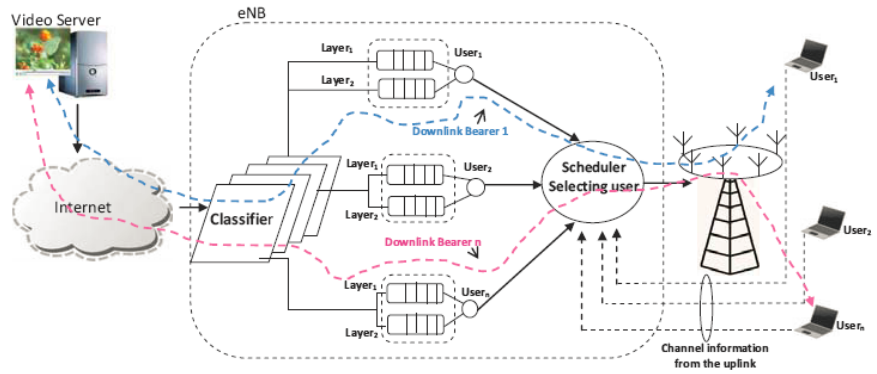 eNB
Video Server
Internet
Classifier
Layer1
Layer2
User1
Downlink Bearer 1
Layer1
Layer2
User2
Downlink Bearer n
Layer1
Layer2
Usern
Scheduler
Selecting user
User1
User2
Usern
Channel information
from the uplink